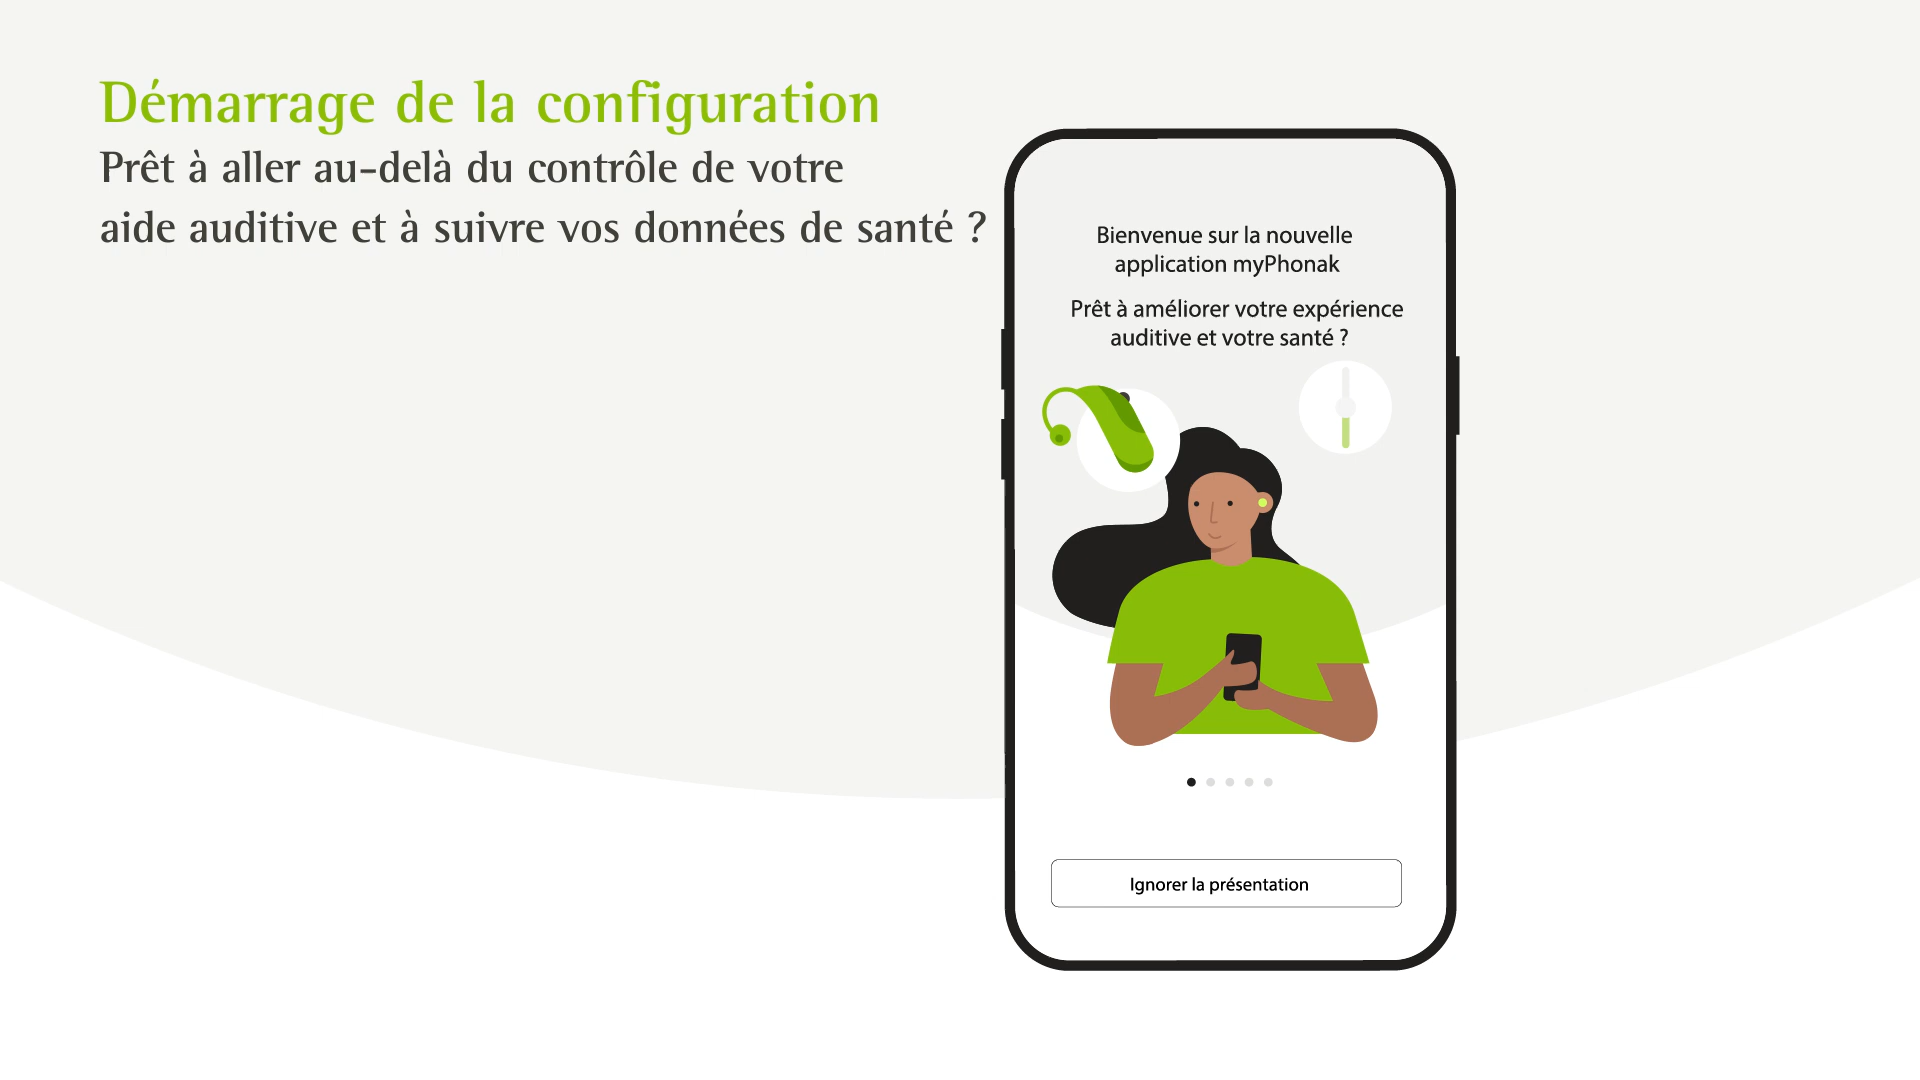 Démarrage de la configuration
Prêt à aller au-delà du contrôle de votre
aide auditive et à suivre vos données de santé ?
Bienvenue sur la nouvelle
application myPhonak
Prêt à améliorer votre expérience
auditive et votre santé ?
Ignorer la présentation